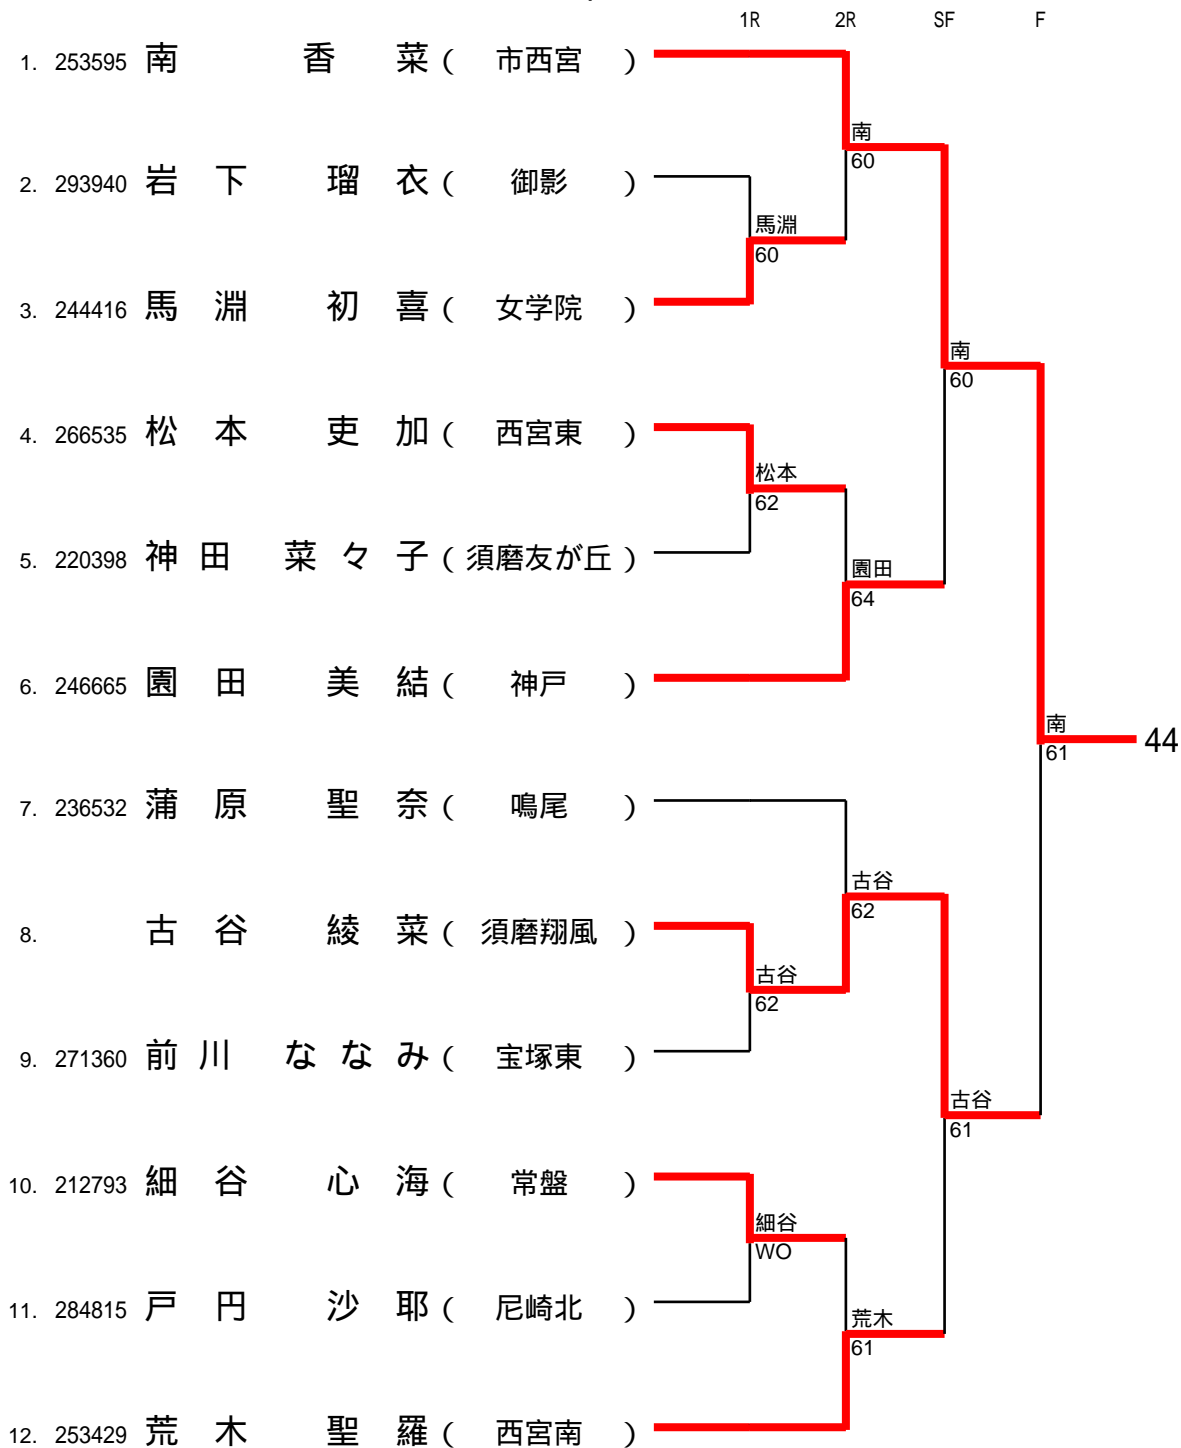 1R 2R SF F
1. 253595 南 香 菜 ( 市西宮 )
南
60
2. 293940 岩 下 瑠 衣 ( 御影 )
馬淵
60
3. 244416 馬 淵 初 喜 ( 女学院 )
南
60
4. 266535 松 本 吏 加 ( 西宮東 )
松本
62
5. 220398 神 田 菜 々 子 ( 須磨友が丘 )
園田
64
6. 246665 園 田 美 結 ( 神戸 )
南
61
44
7. 236532 蒲 原 聖 奈 ( 鳴尾 )
古谷
62
8. 古 谷 綾 菜 ( 須磨翔風 )
古谷
62
9. 271360 前 川 な な み ( 宝塚東 )
古谷
61
10. 212793 細 谷 心 海 ( 常盤 )
細谷
WO
11. 284815 戸 円 沙 耶 ( 尼崎北 )
荒木
61
12. 253429 荒 木 聖 羅 ( 西宮南 )